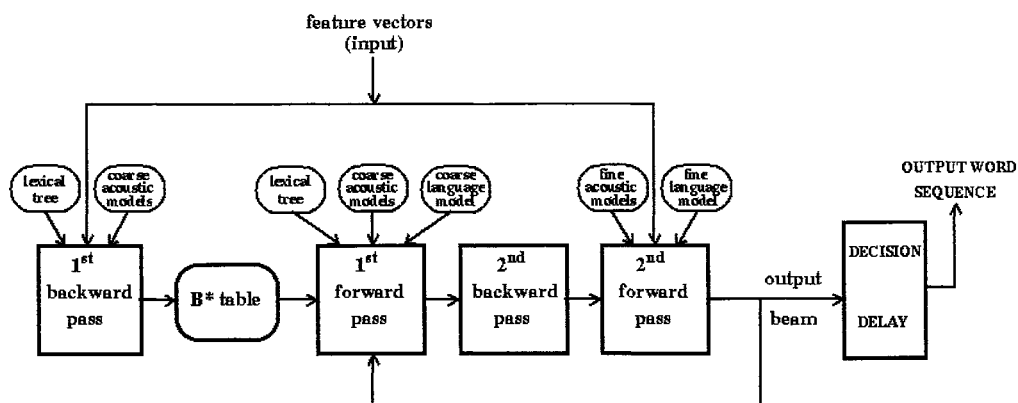 feature vectors
(input)
lexical
tree
coarse
acoustic
models
lexical
tree
coarse
acoustic
models
coarse
language
model
fine
acoustic
models
fine
language
model
OUTPUT WORD
SEQUENCE
1st
backward
pass
B* table
1st
forward
pass
2nd
backward
pass
2nd
forward
pass
output
beam
DECISION
DELAY